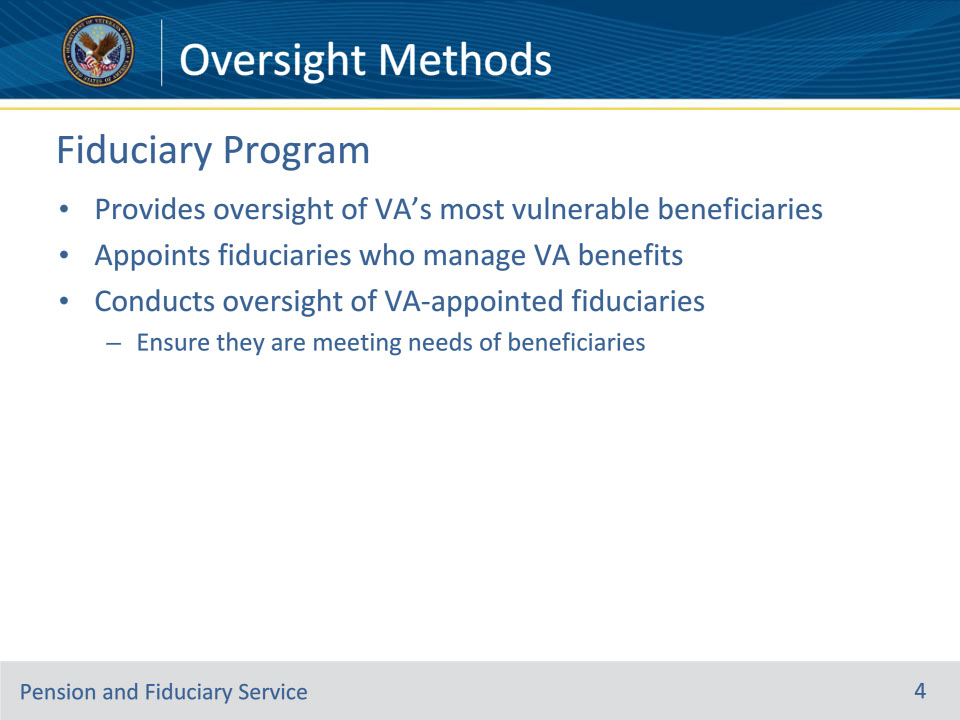 Oversight Methods
Fiduciary Program
• Provides oversight of VA’s most vulnerable beneficiaries
• Appoints fiduciaries who manage VA benefits
• Conducts oversight of VA-appointed fiduciaries
– Ensure they are meeting needs of beneficiaries
Pension and Fiduciary Service
4
DEPARTMENT OF VETERANS AFFAIRS
UNITED STATES OF AMERICA